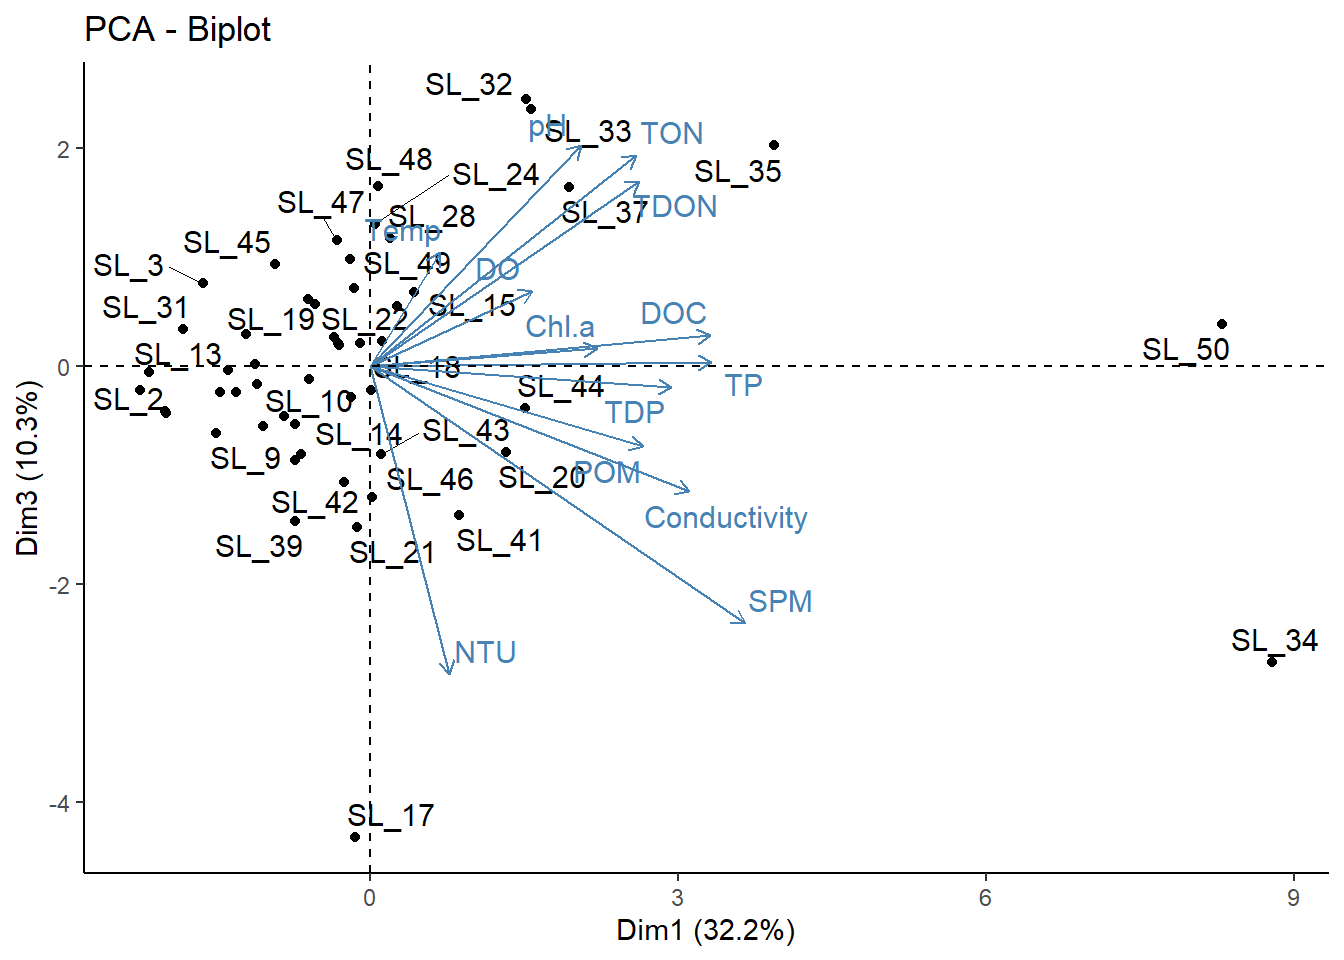 PCA - Biplot
SL_32
pH
SL_33
TON
SL_48
SL_24
SL_35
SL_47
SL_28
SL_37
TDON
Temp
SL_45
SL_3
SL_49
DO
SL_31
SL_19
SL_22
SL_15
Chl.a
DOC
SL_13
SL_18
SL_50
SL_44
TP
SL_2
SL_10
TDP
SL_14
SL_43
SL_9
SL_46
SL_20
POM
SL_42
Conductivity
SL_39
SL_21
SL_41
SPM
NTU
SL_34
SL_17
2
0
-2
-4
0
3
6
9
Dim1 (32.2%)
Dim3 (10.3%)